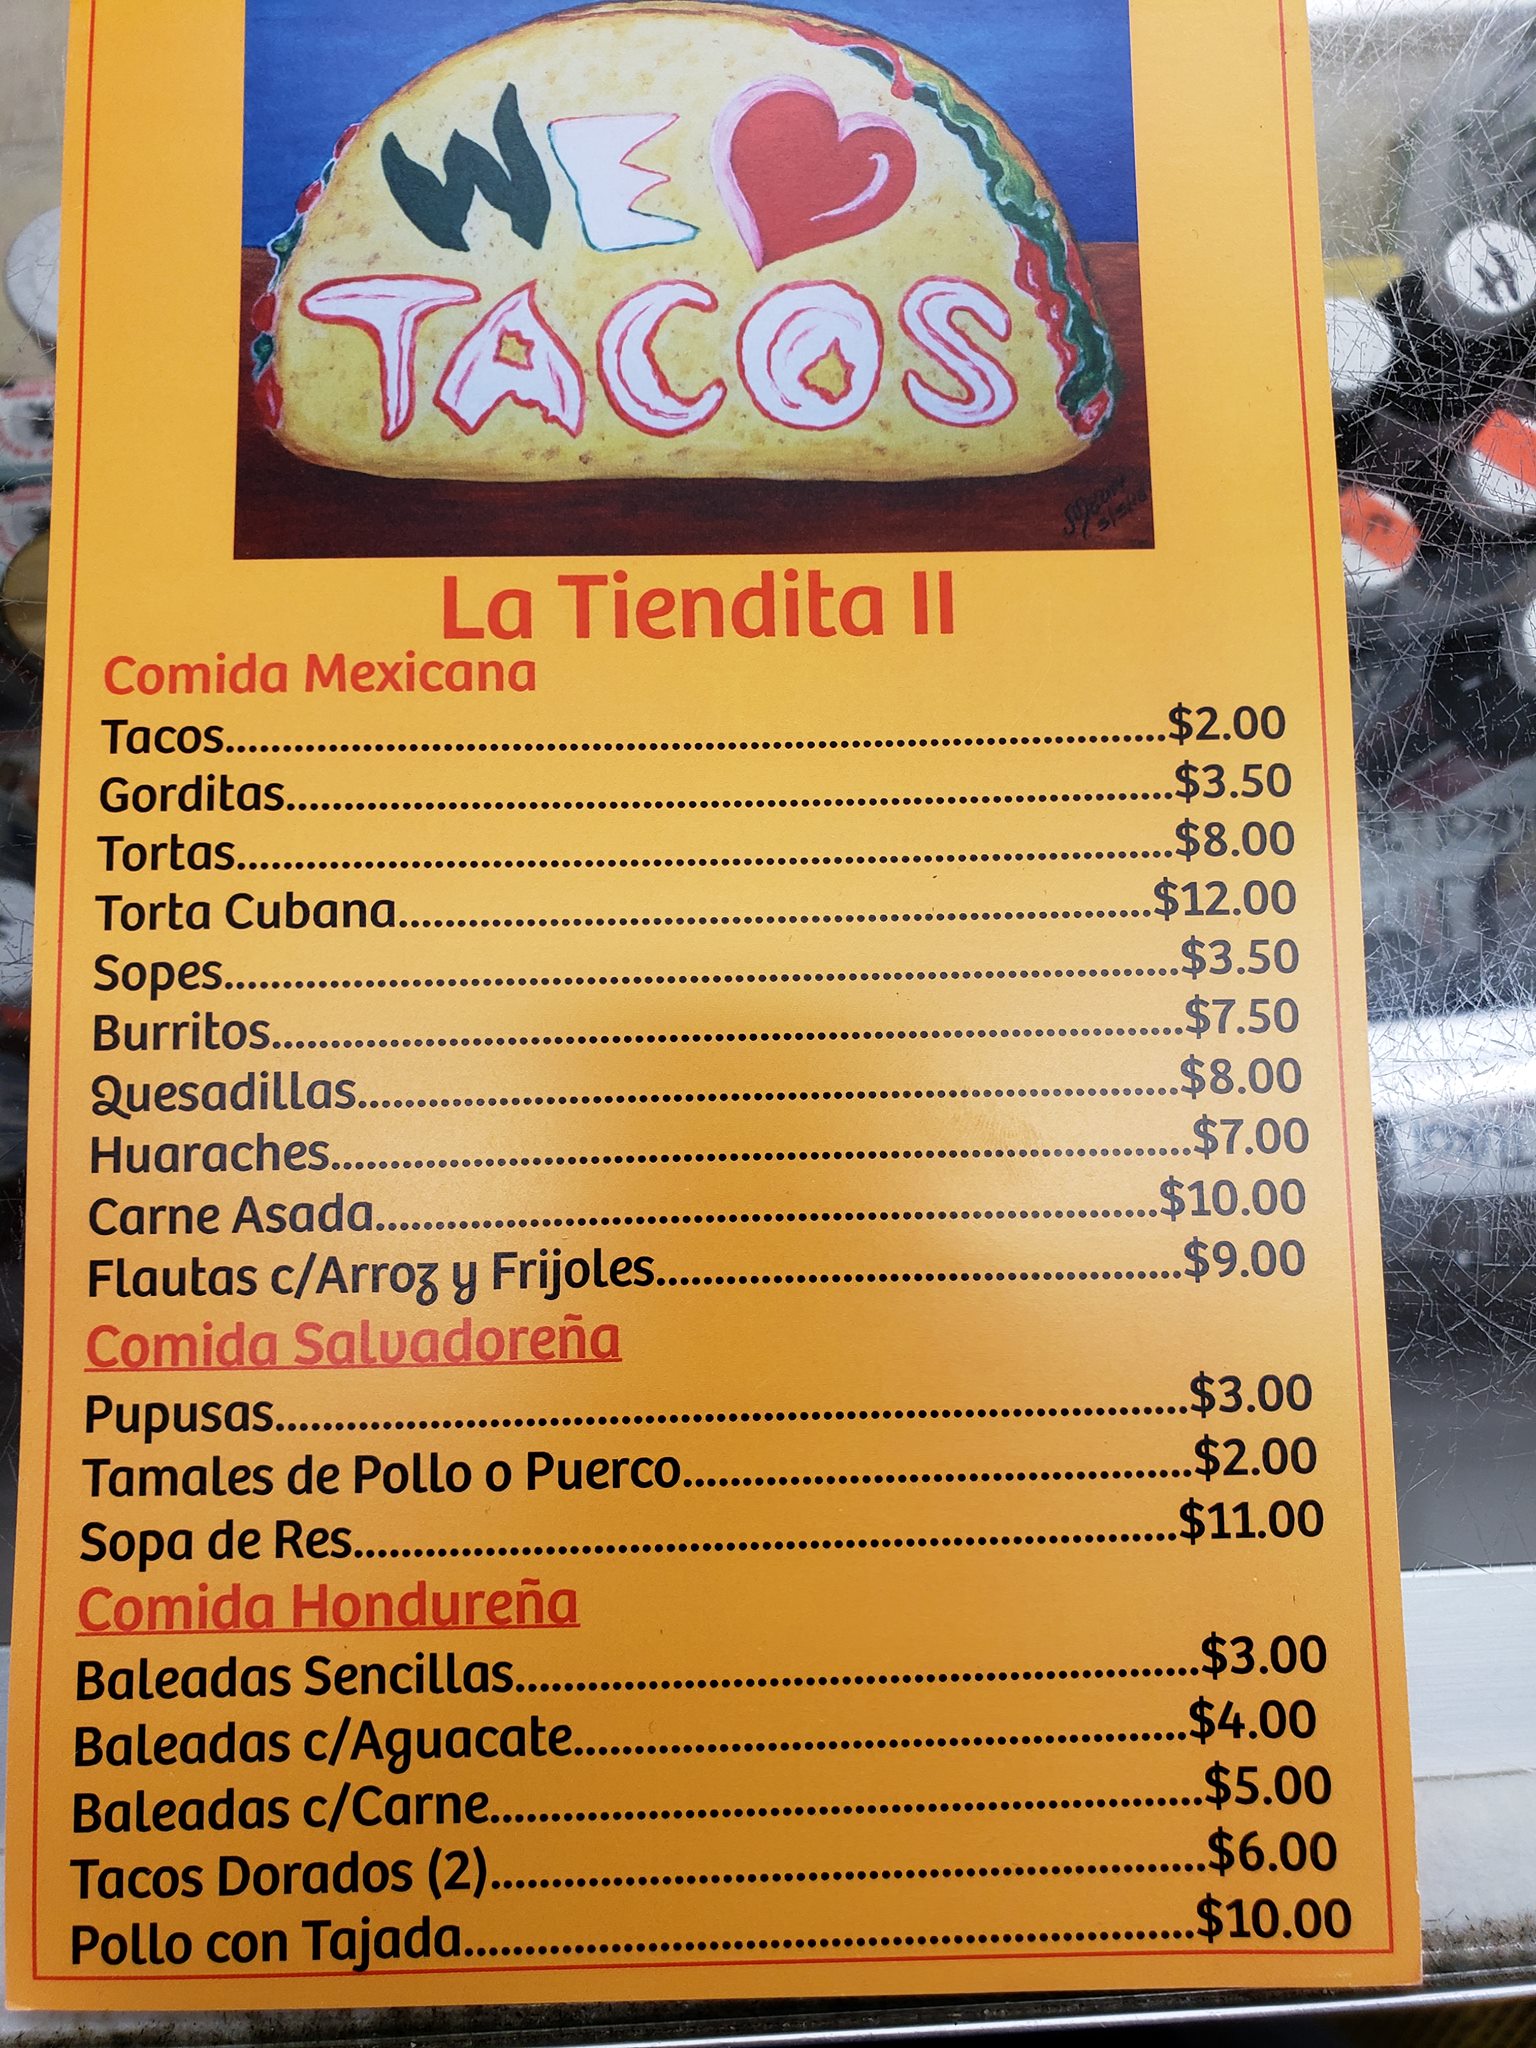 WE
TACOS
La Tiendita II
Comida Mexicana
Tacos....................$2.00
Gorditas....................$3.50
Tortas....................$8.00
Torta Cubana....................$12.00
Sopes....................$3.50
Burritos....................$7.50
Quesadillas....................$8.00
Huaraches....................$7.00
Carne Asada....................$10.00
Flautas c/Arroz y Frijoles....................$9.00
Comida Salvadoreña
Pupusas....................$3.00
Tamales de Pollo o Puerco....................$2.00
Sopa de Res....................$11.00
Comida Hondureña
Baleadas Sencillas....................$3.00
Baleadas c/Aguacate....................$4.00
Baleadas c/Carne....................$5.00
Tacos Dorados (2)....................$6.00
Pollo con Tajada....................$10.00